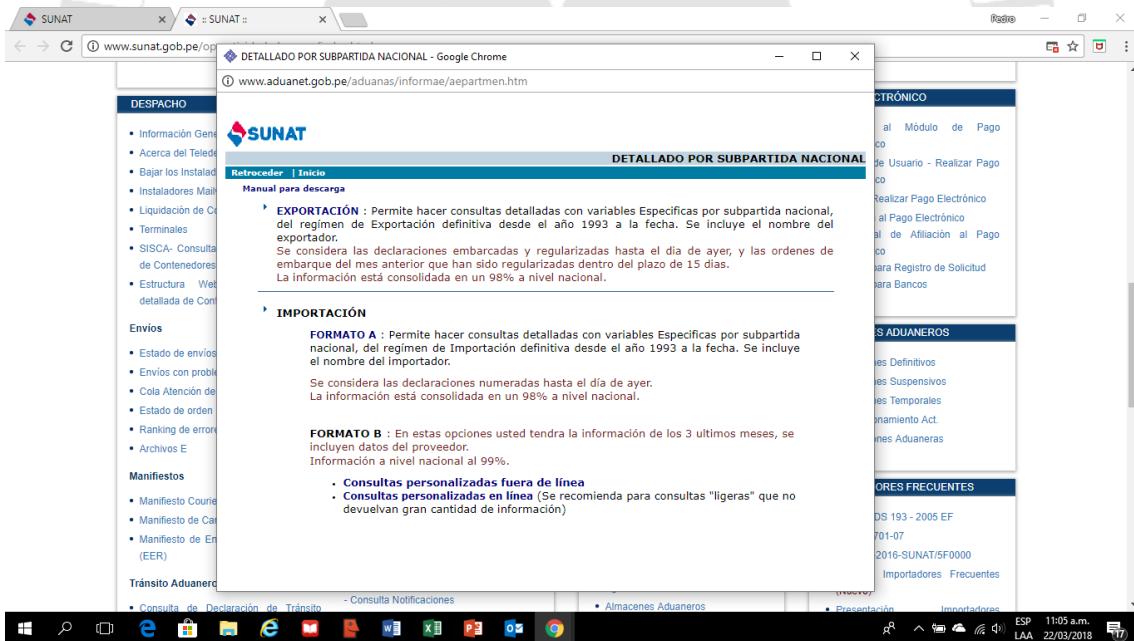 SUNAT
:: SUNAT ::
Pedro
www.sunat.gob.pe/op
DETALLADO POR SUBPARTIDA NACIONAL - Google Chrome
www.aduanet.gob.pe/aduanas/informae/aepartmen.htm
SUNAT
DETALLADO POR SUBPARTIDA NACIONAL
Retroceder | Inicio
Manual para descarga
EXPORTACIÓN : Permite hacer consultas detalladas con variables Especificas por subpartida nacional,
del regímen de Exportación definitiva desde el año 1993 a la fecha. Se incluye el nombre del
exportador.
Se considera las declaraciones embarcadas y regularizadas hasta el dia de ayer, y las ordenes de
embarque del mes anterior que han sido regularizadas dentro del plazo de 15 dias.
La información está consolidada en un 98% a nivel nacional.
IMPORTACIÓN
FORMATO A : Permite hacer consultas detalladas con variables Especificas por subpartida
nacional, del regímen de Importación definitiva desde el año 1993 a la fecha. Se incluye
el nombre del importador.
Se considera las declaraciones numeradas hasta el día de ayer.
La información está consolidada en un 98% a nivel nacional.
FORMATO B : En estas opciones usted tendra la información de los 3 ultimos meses, se
incluyen datos del proveedor.
Información a nivel nacional al 99%.
• Consultas personalizadas fuera de línea
• Consultas personalizadas en línea (Se recomienda para consultas "ligeras" que no
devuelvan gran cantidad de información)
DESPACHO
• Información Gene
• Acerca del Telede
• Bajar los Instalad
• Instaladores Mail
• Liquidación de Co
• Terminales
• SISCA- Consulta
de Contenedores
• Estructura Web
detallada de Cont
Envíos
• Estado de envíos
• Envíos con proble
• Cola Atención de
• Estado de orden
• Ranking de errore
• Archivos E
Manifiestos
• Manifiesto Courie
• Manifiesto de Car
• Manifiesto de En
(EER)
Tránsito Aduanero
• Consulta de Declaración de Tránsito
- Consulta Notificaciones
• Almacenes Aduaneros
CTRÓNICO
al Módulo de Pago
co
de Usuario - Realizar Pago
co
Realizar Pago Electrónico
al Pago Electrónico
al de Afiliación al Pago
co
para Registro de Solicitud
para Bancos
S ADUANEROS
nes Definitivos
nes Suspensivos
nes Temporales
onamiento Act.
ones Aduaneras
ORES FRECUENTES
DS 193 - 2005 EF
701-07
2016-SUNAT/5F0000
Importadores Frecuentes
(Nuevo)
• Presentación Importadores
ESP 11:05 a.m.
LAA 22/03/2018
17